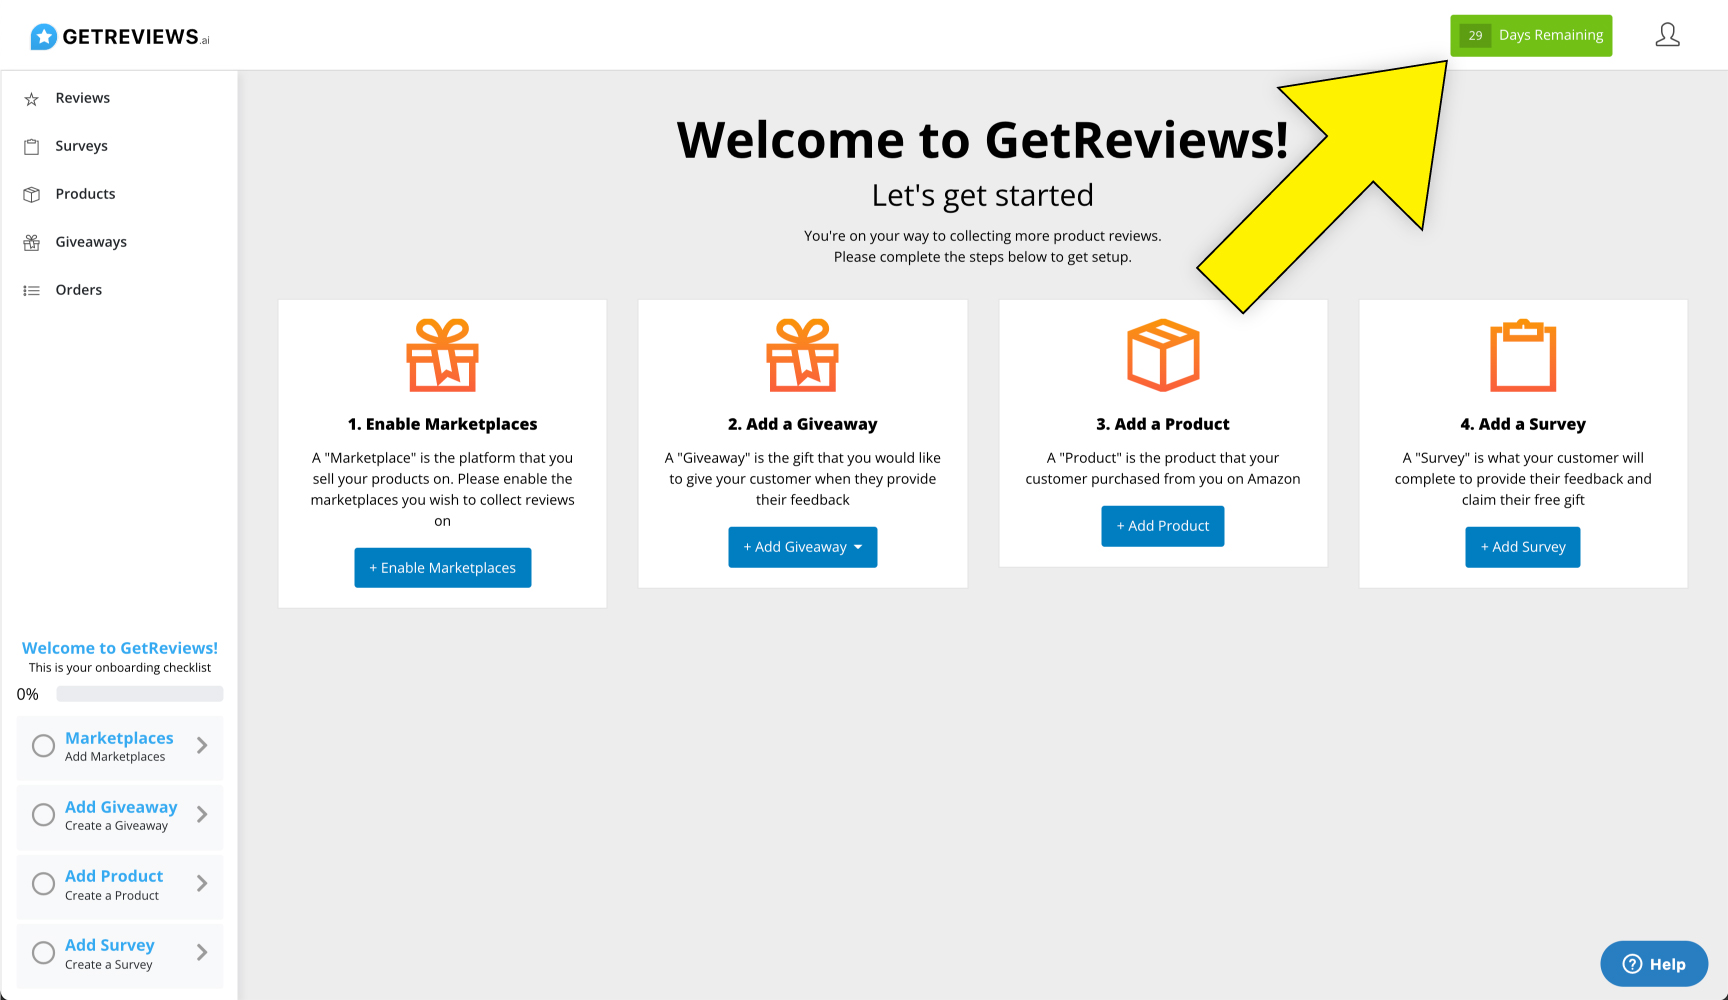 GETREVIEWS.ai
29 Days Remaining
Reviews
Surveys
Products
Giveaways
Orders
Welcome to GetReviews!
Let's get started
You're on your way to collecting more product reviews.
Please complete the steps below to get setup.
1. Enable Marketplaces
A "Marketplace" is the platform that you
sell your products on. Please enable the
marketplaces you wish to collect reviews
on
+ Enable Marketplaces
2. Add a Giveaway
A "Giveaway" is the gift that you would like
to give your customer when they provide
their feedback
+ Add Giveaway
3. Add a Product
A "Product" is the product that your
customer purchased from you on Amazon
+ Add Product
4. Add a Survey
A "Survey" is what your customer will
complete to provide their feedback and
claim their free gift
+ Add Survey
Welcome to GetReviews!
This is your onboarding checklist
0%
Marketplaces
Add Marketplaces
Add Giveaway
Create a Giveaway
Add Product
Create a Product
Add Survey
Create a Survey
Help